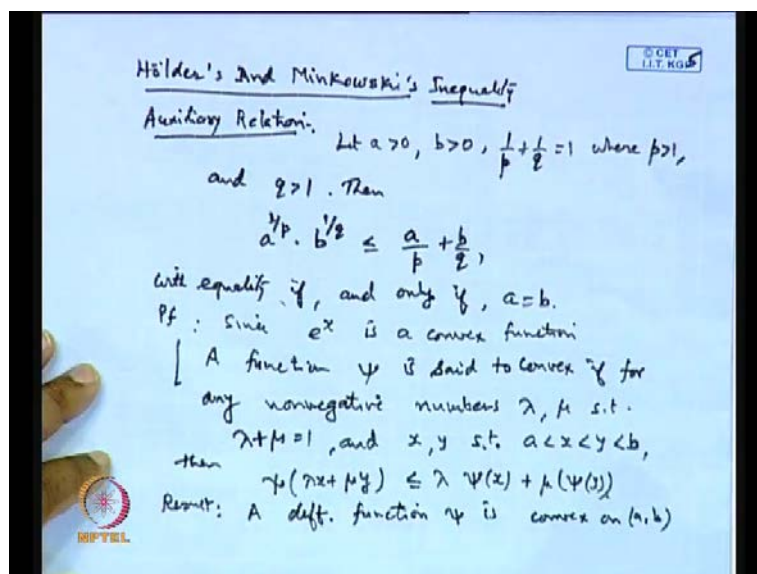 © CET
I.I.T. KGP
Hölder's And Minkowski's Inequality
Auxiliary Relation:
Let a >0, b>0, 1/p + 1/q = 1 where p>1,
and q>1. Then
a^{1/p} · b^{1/q} ≤ a/p + b/q,
with equality if, and only if, a=b.
Pf : Since e^x is a convex function
[ A function ψ is said to convex if for
any nonnegative numbers λ, μ s.t.
λ+μ=1, and x, y s.t. a<x<y<b,
then
ψ(λx+μy) ≤ λ ψ(x) + μ(ψ(y))
Result: A diff. function ψ is convex on (a,b)
NPTEL